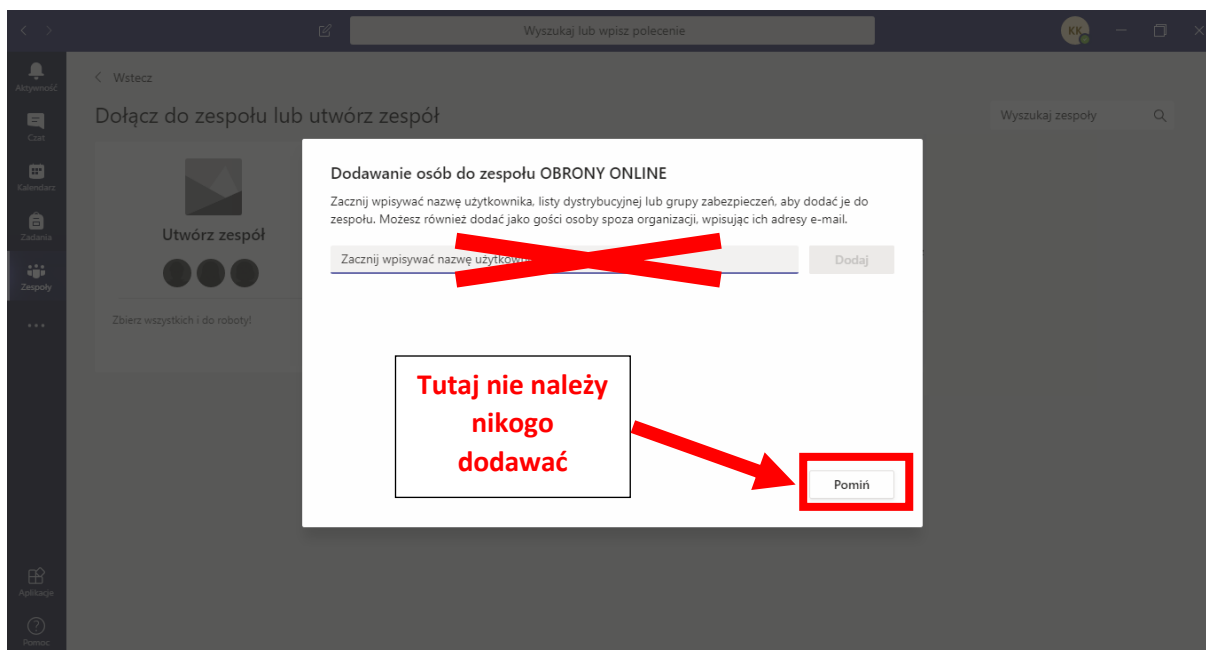 Wyszukaj lub wpisz polecenie
KK
Aktywność
Czat
Kalendarz
Zadania
Zespoły
Aplikacje
Pomoc
Wstecz
Dołącz do zespołu lub utwórz zespół
Wyszukaj zespoły
Utwórz zespół
Zbierz wszystkich i do roboty!
Dodawanie osób do zespołu OBRONY ONLINE
Zacznij wpisywać nazwę użytkownika, listy dystrybucyjnej lub grupy zabezpieczeń, aby dodać je do
zespołu. Możesz również dodać jako gości osoby spoza organizacji, wpisując ich adresy e-mail.
Zacznij wpisywać nazwę
Dodaj
Tutaj nie należy
nikogo
dodawać
Pomiń